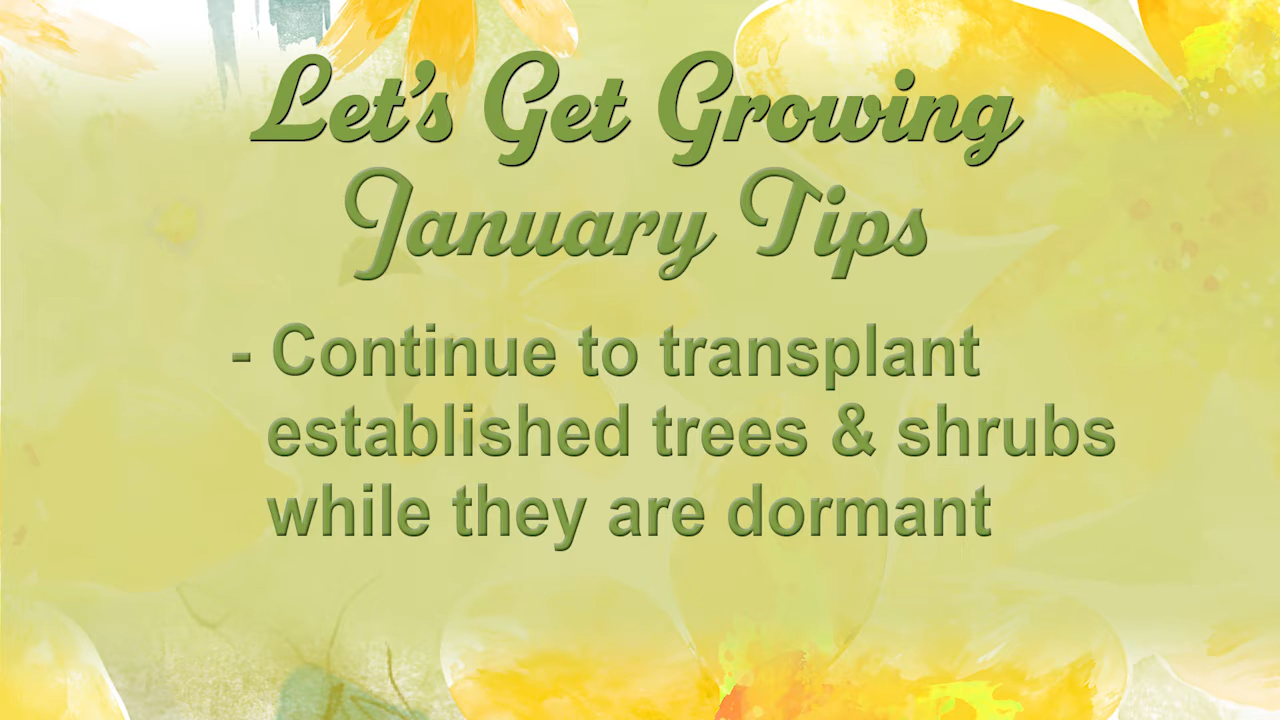 Let's Get Growing
January Tips
- Continue to transplant
established trees & shrubs
while they are dormant